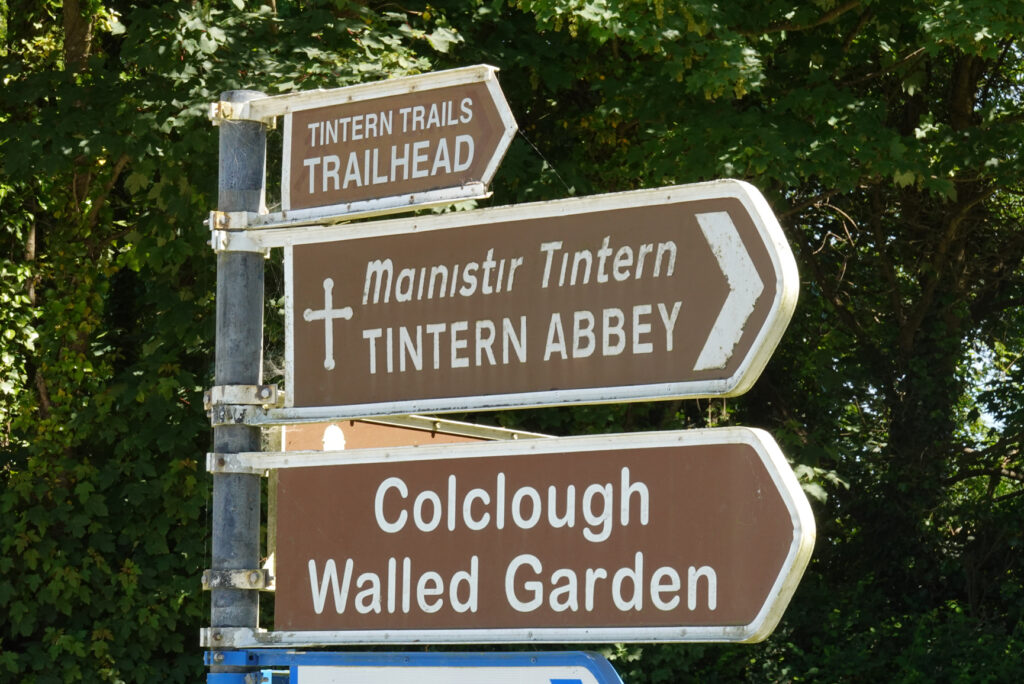 TINTERN TRAILS
TRAILHEAD
Mainistir Tintern
TINTERN ABBEY
Colclough
Walled Garden